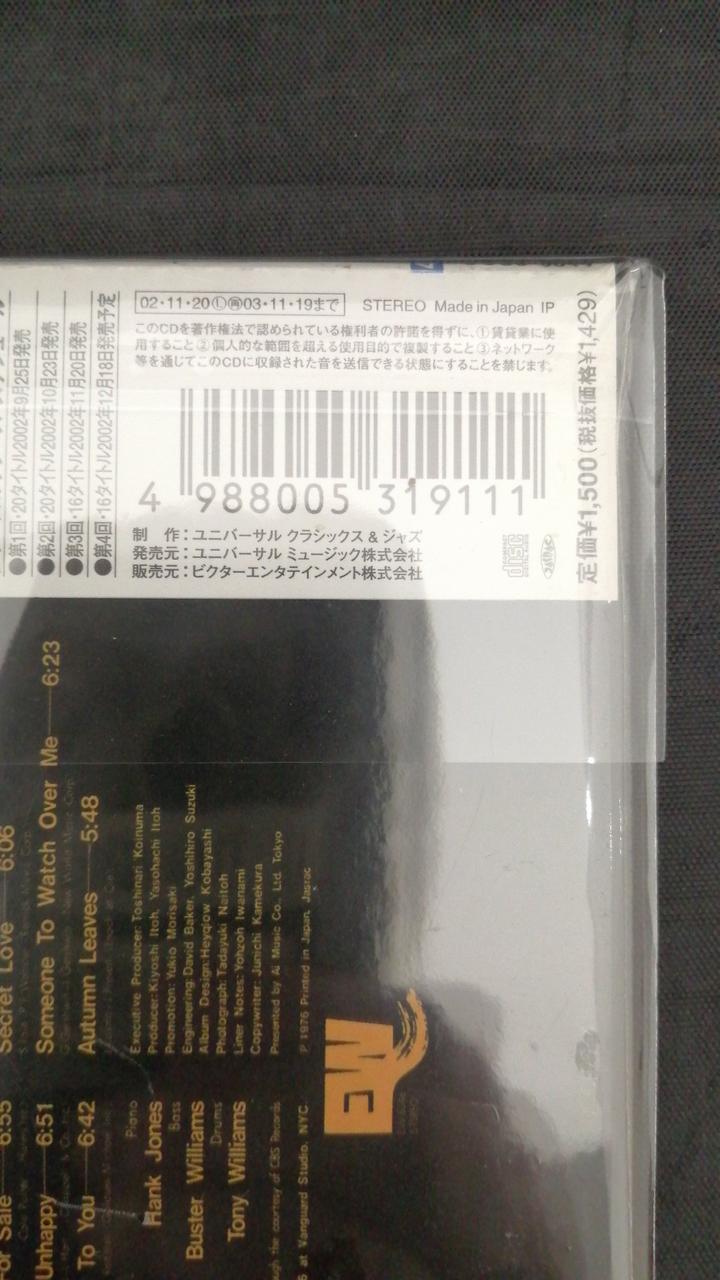 02・11・20Ⓛ㊢03・11・19まで
STEREO Made in Japan IP
このCDを著作権法で認められている権利者の許諾を得ずに、①賃貸業に使
用すること②個人的な範囲を超える使用目的で複製すること③ネットワーク
等を通じてこのCDに収録された音を送信できる状態にすることを禁じます。
4 988005 319111
制 作：ユニバーサル クラシックス & ジャズ
発売元：ユニバーサル ミュージック株式会社
販売元：ビクターエンタテインメント株式会社
定価¥1,500(税抜価格¥1,429)
●第1回・20タイトル2002年9月25日発売
●第2回・20タイトル2002年10月23日発売
●第3回・16タイトル2002年11月20日発売
●第4回・16タイトル2002年12月18日発売予定
For Sale 6:55
Secret Love 6:06
Unhappy 6:51
Someone To Watch Over Me 6:23
To You 6:42
Autumn Leaves 5:48
Piano
Hank Jones
Bass
Buster Williams
Drums
Tony Williams
Executive Producer: Toshinari Koinuma
Producer: Kiyoshi Itoh, Yasohachi Itoh
Promotion: Yukio Morisaki
Engineering: David Baker, Yoshihiro Suzuki
Album Design: Heyqlow Kobayashi
Photograph: Tadayuki Naitoh
Liner Notes: Yohzoh Iwanami
Copywriter: Junichi Kamekura
Presented by Ai Music Co., Ltd. Tokyo
P 1976 Printed in Japan. Jasrac
the courtesy of CBS Records
at Vanguard Studio, NYC.